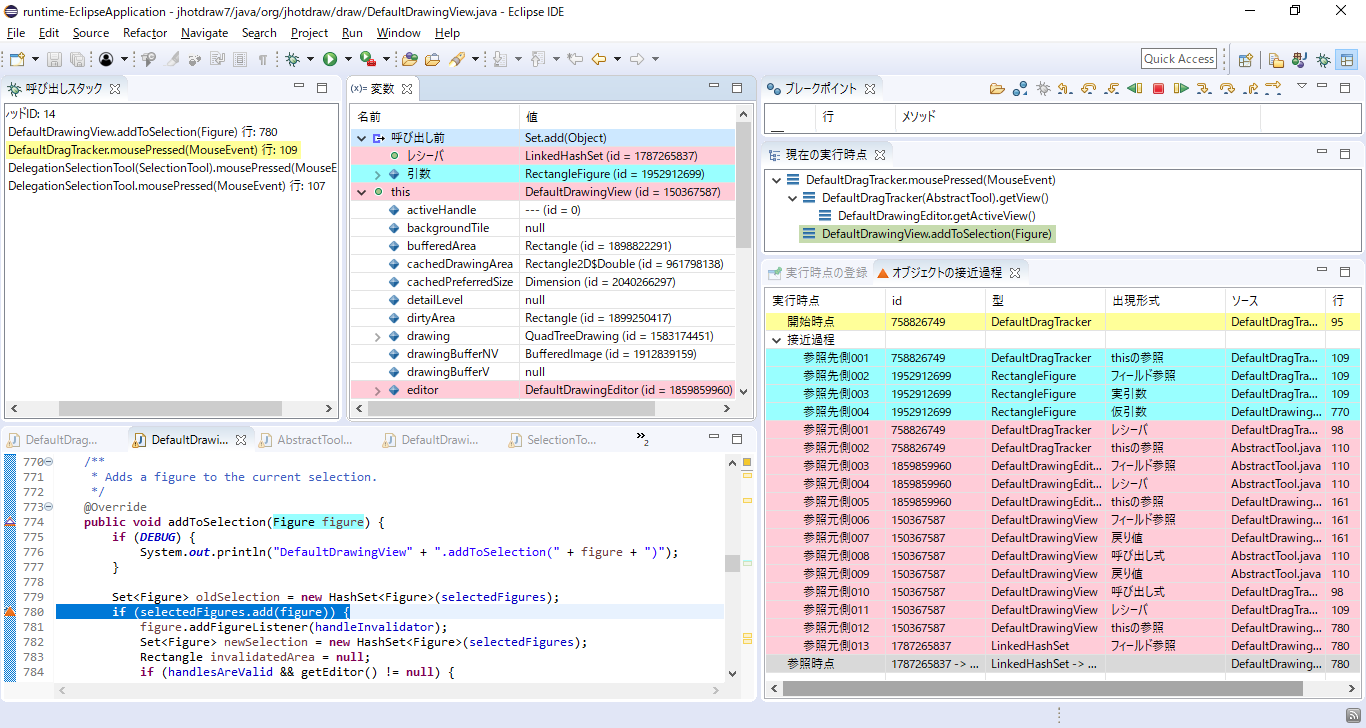 runtime-EclipseApplication - jhotdraw7/java/org/jhotdraw/draw/DefaultDrawingView.java - Eclipse IDE
File Edit Source Refactor Navigate Search Project Run Window Help
Quick Access
呼び出しスタック
ﾉッドID: 14
DefaultDrawingView.addToSelection(Figure) 行: 780
DefaultDragTracker.mousePressed(MouseEvent) 行: 109
DelegationSelectionTool(SelectionTool).mousePressed(MouseE
DelegationSelectionTool.mousePressed(MouseEvent) 行: 107
(x)= 変数
名前 値
呼び出し前 Set.add(Object)
レシーバ LinkedHashSet (id = 1787265837)
引数 RectangleFigure (id = 1952912699)
this DefaultDrawingView (id = 150367587)
activeHandle --- (id = 0)
backgroundTile null
bufferedArea Rectangle (id = 1898822291)
cachedDrawingArea Rectangle2D$Double (id = 961798138)
cachedPreferredSize Dimension (id = 2040266297)
detailLevel null
dirtyArea Rectangle (id = 1899250417)
drawing QuadTreeDrawing (id = 1583174451)
drawingBufferNV BufferedImage (id = 1912839159)
drawingBufferV null
editor DefaultDrawingEditor (id = 1859859960)
ブレークポイント
行 メソッド
現在の実行時点
DefaultDragTracker.mousePressed(MouseEvent)
DefaultDragTracker(AbstractTool).getView()
DefaultDrawingEditor.getActiveView()
DefaultDrawingView.addToSelection(Figure)
実行時点の登録 オブジェクトの接近過程
実行時点 id 型 出現形式 ソース 行
開始時点 758826749 DefaultDragTracker DefaultDragTra... 95
接近過程
参照先側001 758826749 DefaultDragTracker thisの参照 DefaultDragTra... 109
参照先側002 1952912699 RectangleFigure フィールド参照 DefaultDragTra... 109
参照先側003 1952912699 RectangleFigure 実引数 DefaultDragTra... 109
参照先側004 1952912699 RectangleFigure 仮引数 DefaultDrawing... 770
参照元側001 758826749 DefaultDragTracker レシーバ DefaultDragTra... 98
参照元側002 758826749 DefaultDragTracker thisの参照 AbstractTool.java 110
参照元側003 1859859960 DefaultDrawingEdit... フィールド参照 AbstractTool.java 110
参照元側004 1859859960 DefaultDrawingEdit... レシーバ AbstractTool.java 110
参照元側005 1859859960 DefaultDrawingEdit... thisの参照 DefaultDrawing... 161
参照元側006 150367587 DefaultDrawingView フィールド参照 DefaultDrawing... 161
参照元側007 150367587 DefaultDrawingView 戻り値 DefaultDrawing... 161
参照元側008 150367587 DefaultDrawingView 呼び出し式 AbstractTool.java 110
参照元側009 150367587 DefaultDrawingView 戻り値 AbstractTool.java 110
参照元側010 150367587 DefaultDrawingView 呼び出し式 DefaultDragTra... 98
参照元側011 150367587 DefaultDrawingView レシーバ DefaultDragTra... 109
参照元側012 150367587 DefaultDrawingView thisの参照 DefaultDrawing... 780
参照元側013 1787265837 LinkedHashSet フィールド参照 DefaultDrawing... 780
参照時点 1787265837 -> ... LinkedHashSet -> ... DefaultDrawing... 780
DefaultDrag... DefaultDrawi... AbstractTool... DefaultDrawi... SelectionTo... »2
770 /**
771 * Adds a figure to the current selection.
772 */
773 @Override
774 public void addToSelection(Figure figure) {
775 if (DEBUG) {
776 System.out.println("DefaultDrawingView" + ".addToSelection(" + figure + ")");
777 }
778
779 Set<Figure> oldSelection = new HashSet<Figure>(selectedFigures);
780 if (selectedFigures.add(figure)) {
781 figure.addFigureListener(handleInvalidator);
782 Set<Figure> newSelection = new HashSet<Figure>(selectedFigures);
783 Rectangle invalidatedArea = null;
784 if (handlesAreValid && getEditor() != null) {